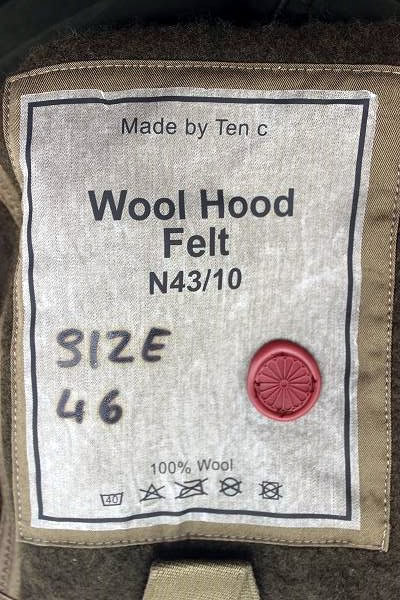 Made by Ten c
Wool Hood
Felt
N43/10
SIZE
46
100% Wool
40